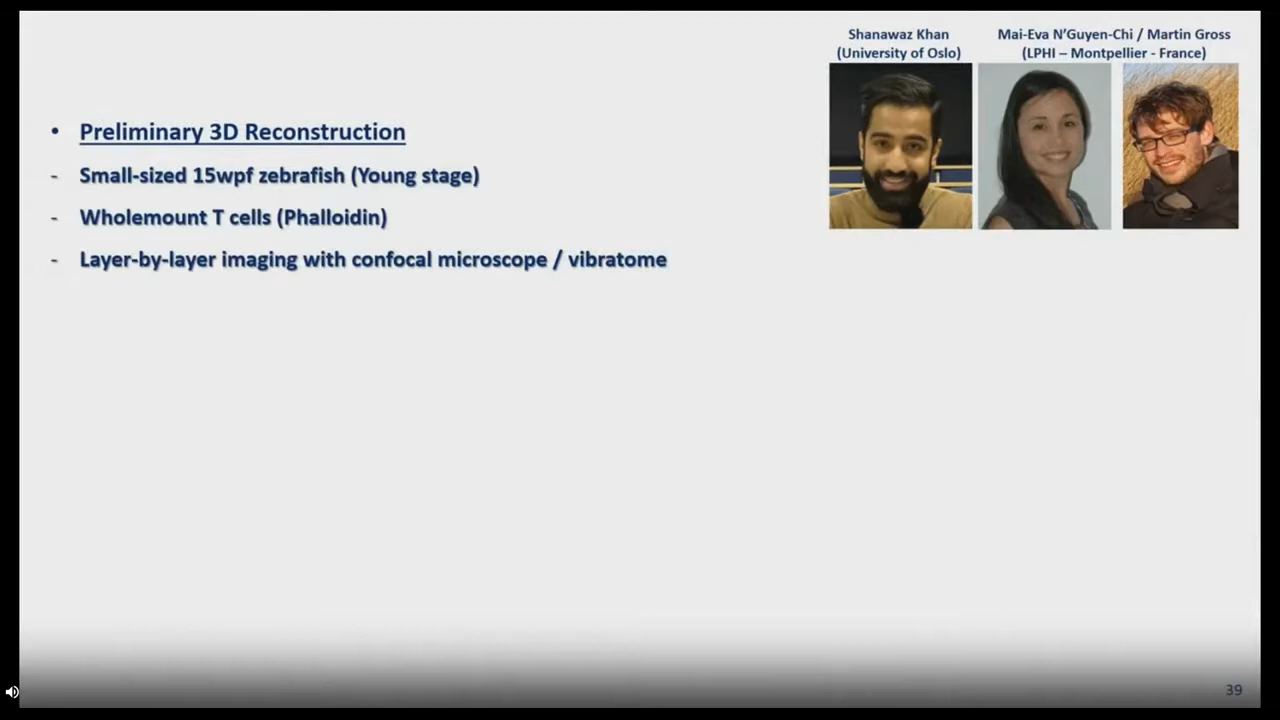 Shanawaz Khan
(University of Oslo)
Mai-Eva N'Guyen-Chi / Martin Gross
(LPHI – Montpellier - France)
• Preliminary 3D Reconstruction
- Small-sized 15wpf zebrafish (Young stage)
- Wholemount T cells (Phalloidin)
- Layer-by-layer imaging with confocal microscope / vibratome
39